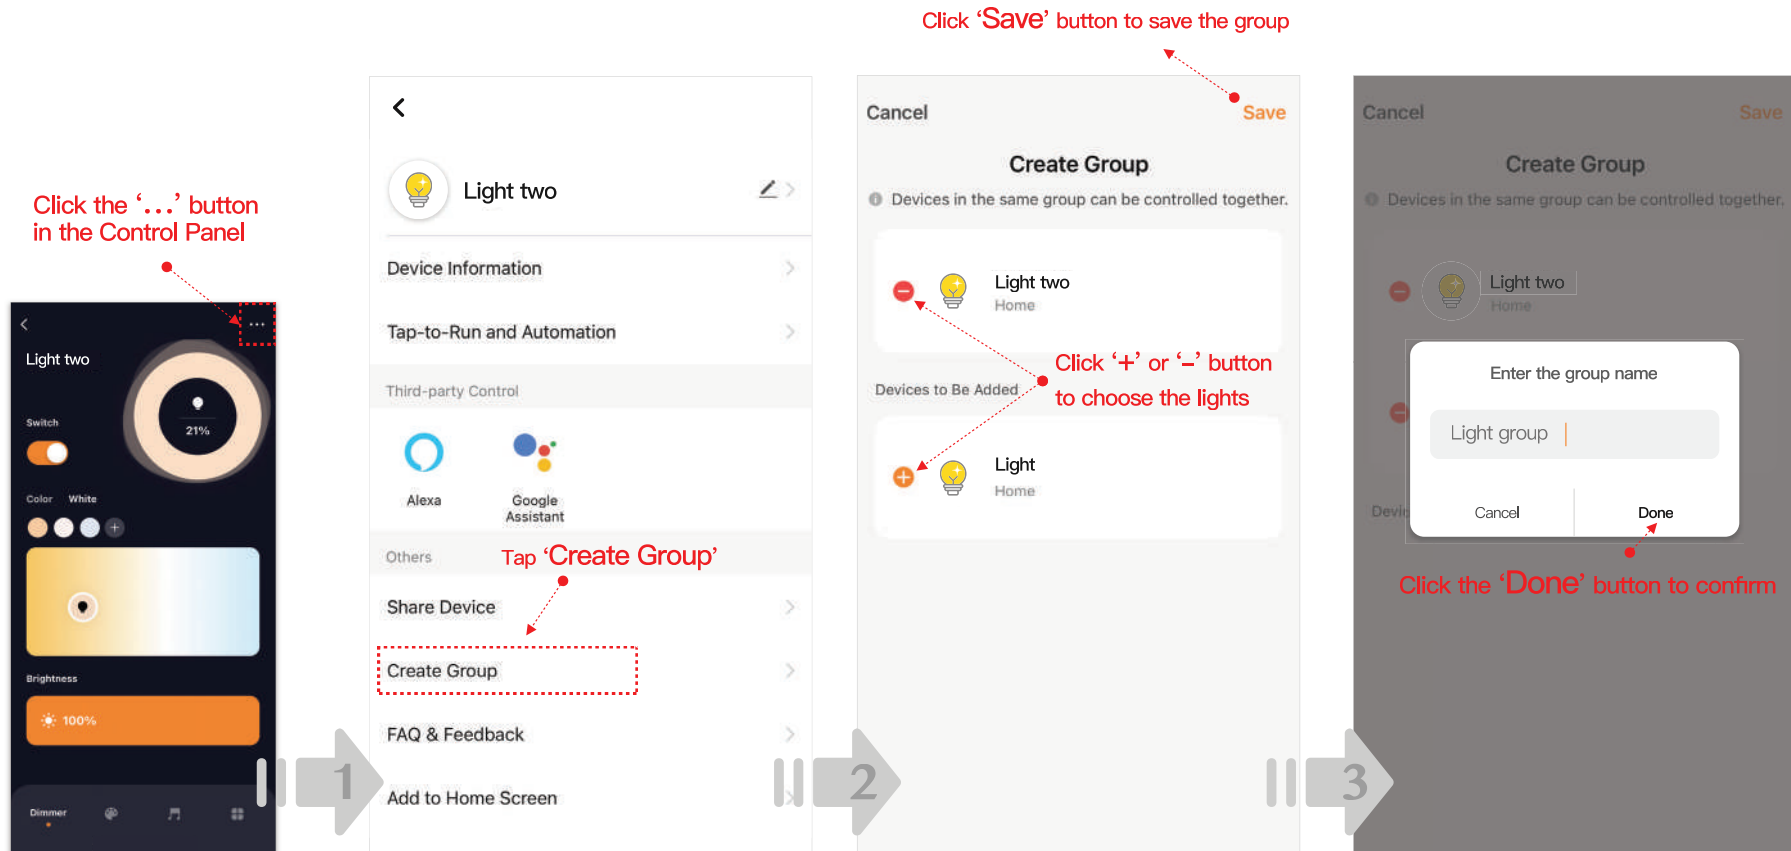 Click ‘Save’ button to save the group
Click the ‘...’ button
in the Control Panel
Light two
21%
Switch
Color White
Brightness
100%
Dimmer
1
Light two
Device Information
Tap-to-Run and Automation
Third-party Control
Alexa
Google
Assistant
Others
Tap ‘Create Group’
Share Device
Create Group
FAQ & Feedback
Add to Home Screen
2
Cancel Save
Create Group
Devices in the same group can be controlled together.
Light two
Home
Click ‘+’ or ‘–’ button
to choose the lights
Devices to Be Added
Light
Home
3
Cancel Save
Create Group
Devices in the same group can be controlled together.
Light two
Home
Enter the group name
Light group
Devi
Cancel Done
Click the ‘Done’ button to confirm